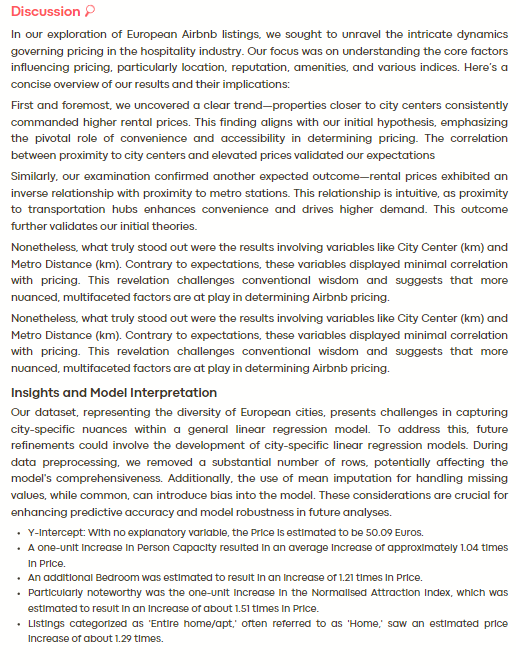 Discussion
In our exploration of European Airbnb listings, we sought to unravel the intricate dynamics
governing pricing in the hospitality industry. Our focus was on understanding the core factors
influencing pricing, particularly location, reputation, amenities, and various indices. Here's a
concise overview of our results and their implications:
First and foremost, we uncovered a clear trend—properties closer to city centers consistently
commanded higher rental prices. This finding aligns with our initial hypothesis, emphasizing
the pivotal role of convenience and accessibility in determining pricing. The correlation
between proximity to city centers and elevated prices validated our expectations
Similarly, our examination confirmed another expected outcome—rental prices exhibited an
inverse relationship with proximity to metro stations. This relationship is intuitive, as proximity
to transportation hubs enhances convenience and drives higher demand. This outcome
further validates our initial theories.
Nonetheless, what truly stood out were the results involving variables like City Center (km) and
Metro Distance (km). Contrary to expectations, these variables displayed minimal correlation
with pricing. This revelation challenges conventional wisdom and suggests that more
nuanced, multifaceted factors are at play in determining Airbnb pricing.
Nonetheless, what truly stood out were the results involving variables like City Center (km) and
Metro Distance (km). Contrary to expectations, these variables displayed minimal correlation
with pricing. This revelation challenges conventional wisdom and suggests that more
nuanced, multifaceted factors are at play in determining Airbnb pricing.
Insights and Model Interpretation
Our dataset, representing the diversity of European cities, presents challenges in capturing
city-specific nuances within a general linear regression model. To address this, future
refinements could involve the development of city-specific linear regression models. During
data preprocessing, we removed a substantial number of rows, potentially affecting the
model's comprehensiveness. Additionally, the use of mean imputation for handling missing
values, while common, can introduce bias into the model. These considerations are crucial for
enhancing predictive accuracy and model robustness in future analyses.
• Y-intercept: With no explanatory variable, the Price is estimated to be 50.09 Euros.
• A one-unit increase in Person Capacity resulted in an average increase of approximately 1.04 times
in Price.
• An additional Bedroom was estimated to result in an increase of 1.21 times in Price.
• Particularly noteworthy was the one-unit increase in the Normalised Attraction Index, which was
estimated to result in an increase of about 1.51 times in Price.
• Listings categorized as 'Entire home/apt,' often referred to as 'Home,' saw an estimated price
increase of about 1.29 times.